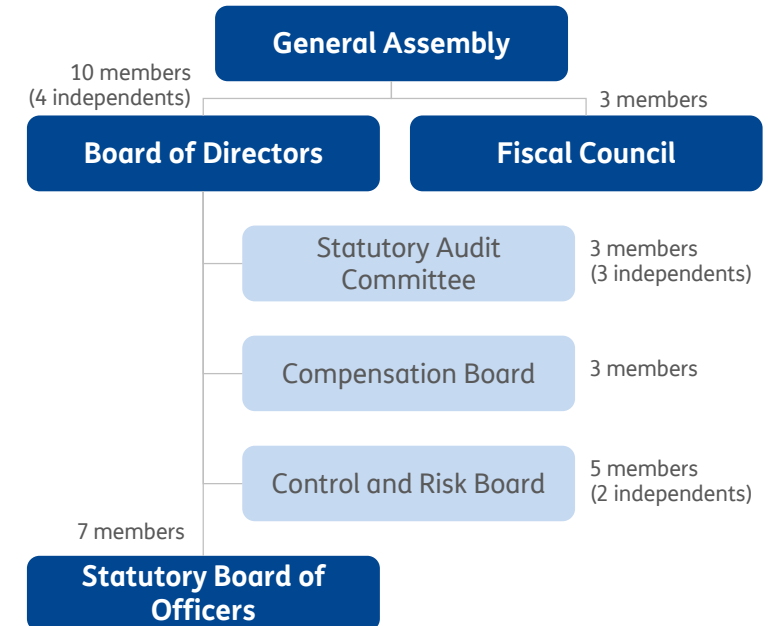 General Assembly
10 members
(4 independents)
3 members
Board of Directors
Fiscal Council
Statutory Audit
Committee
3 members
(3 independents)
Compensation Board
3 members
Control and Risk Board
5 members
(2 independents)
7 members
Statutory Board of
Officers